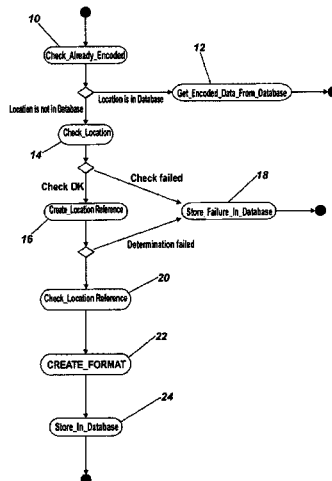 10
Check_Already_Encoded
12
Location is in Database
Get_Encoded_Data_From_Database
Location is not in Database
Check_Location
14
Check failed
Check OK
18
Create_Location Reference
Store_Failure_In_Database
16
Determination failed
20
Check_Location Reference
22
CREATE_FORMAT
24
Store_In_Database